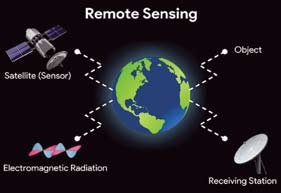 Remote Sensing
Satellite (Sensor)
Object
Electromagnetic Radiation
Receiving Station